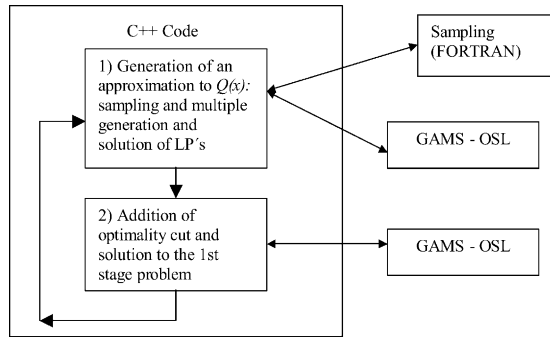 C++ Code
1) Generation of an
approximation to Q(x):
sampling and multiple
generation and
solution of LP´s
2) Addition of
optimality cut and
solution to the 1st
stage problem
Sampling
(FORTRAN)
GAMS - OSL
GAMS - OSL